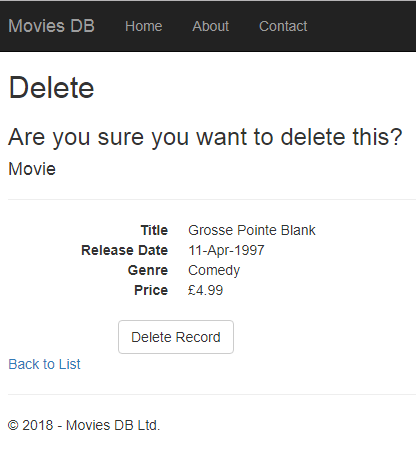 Movies DB Home About Contact
Delete
Are you sure you want to delete this?
Movie
Title Grosse Pointe Blank
Release Date 11-Apr-1997
Genre Comedy
Price £4.99
Delete Record
Back to List
© 2018 - Movies DB Ltd.